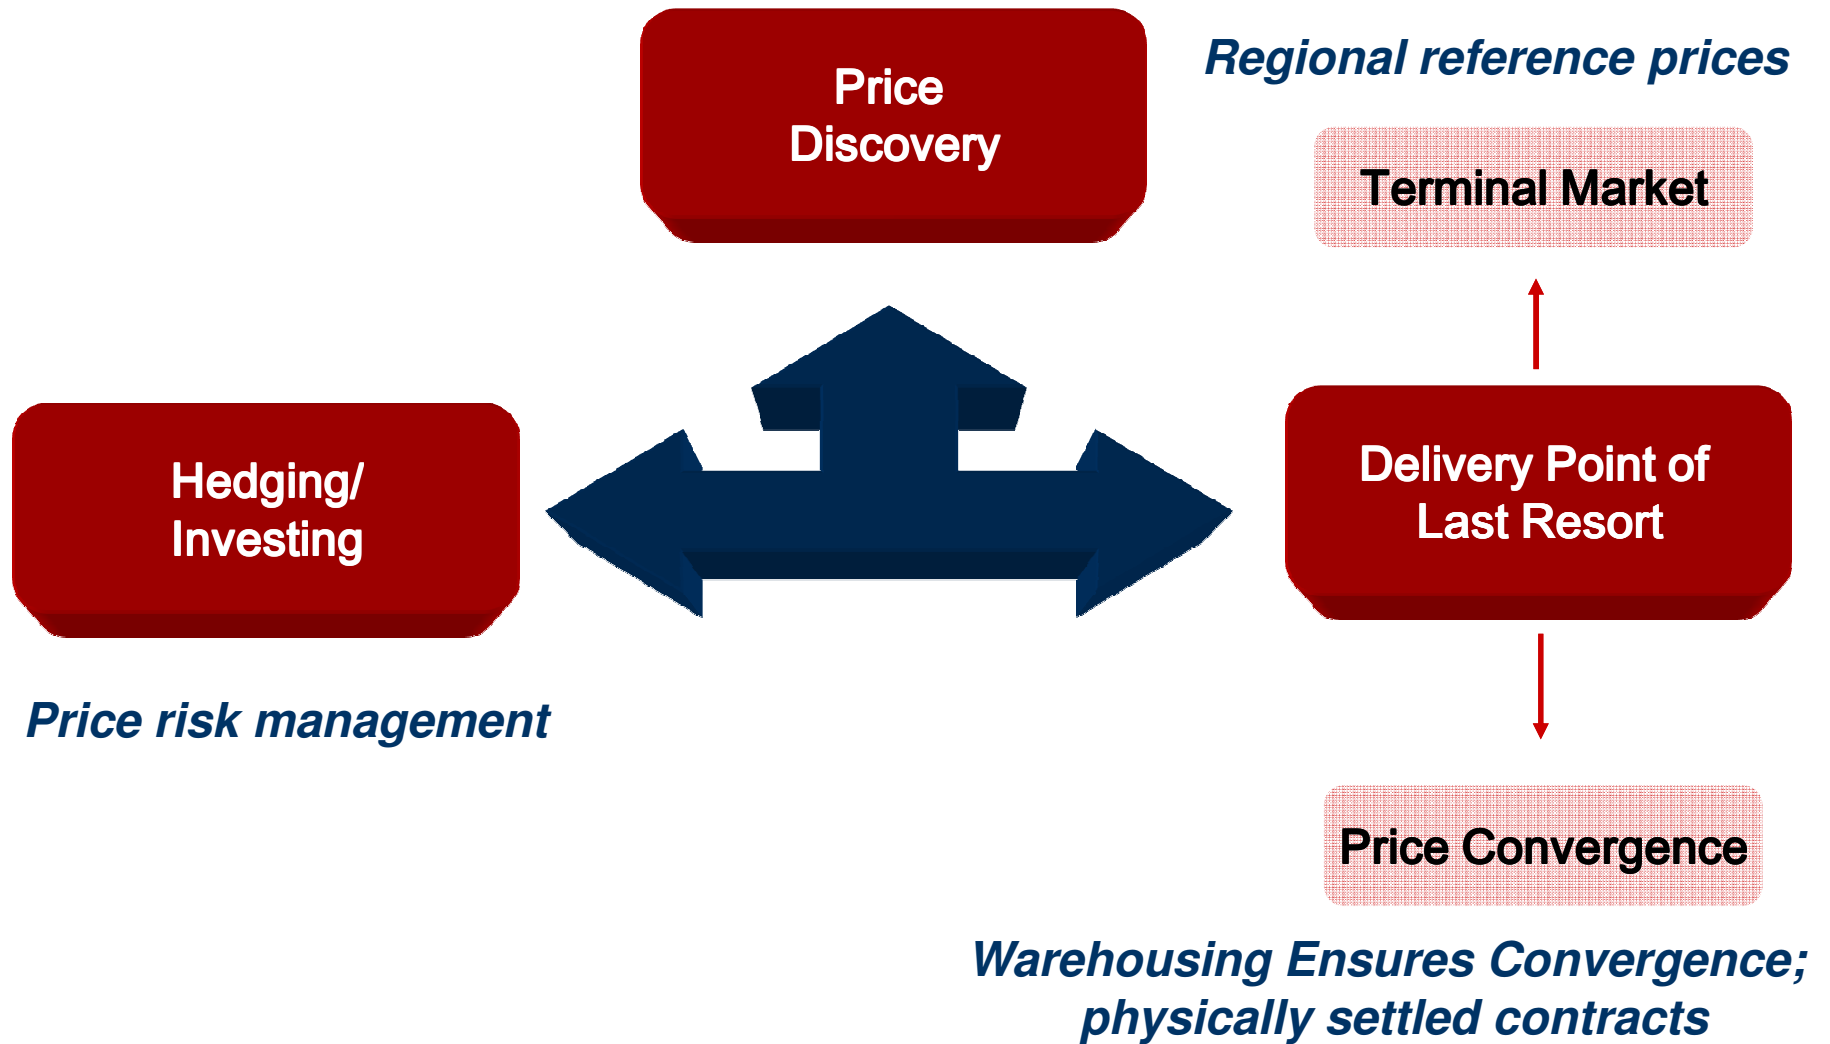 Price
Discovery
Regional reference prices
Terminal Market
Hedging/
Investing
Delivery Point of
Last Resort
Price risk management
Price Convergence
Warehousing Ensures Convergence;
physically settled contracts